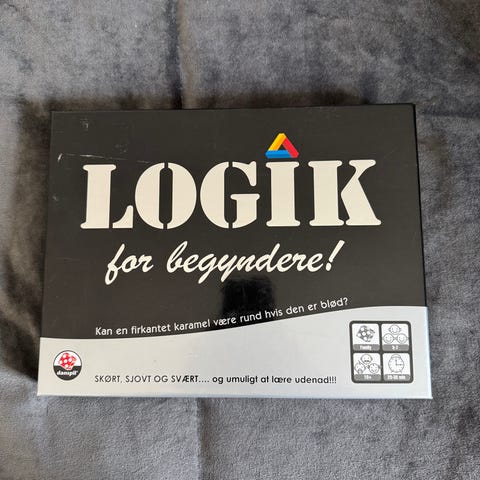 LOGIK
for begyndere!
Kan en firkantet karamel være rund hvis den er blød?
SKØRT, SJOVT OG SVÆRT.... og umuligt at lære udenad!!!
danspil
Family